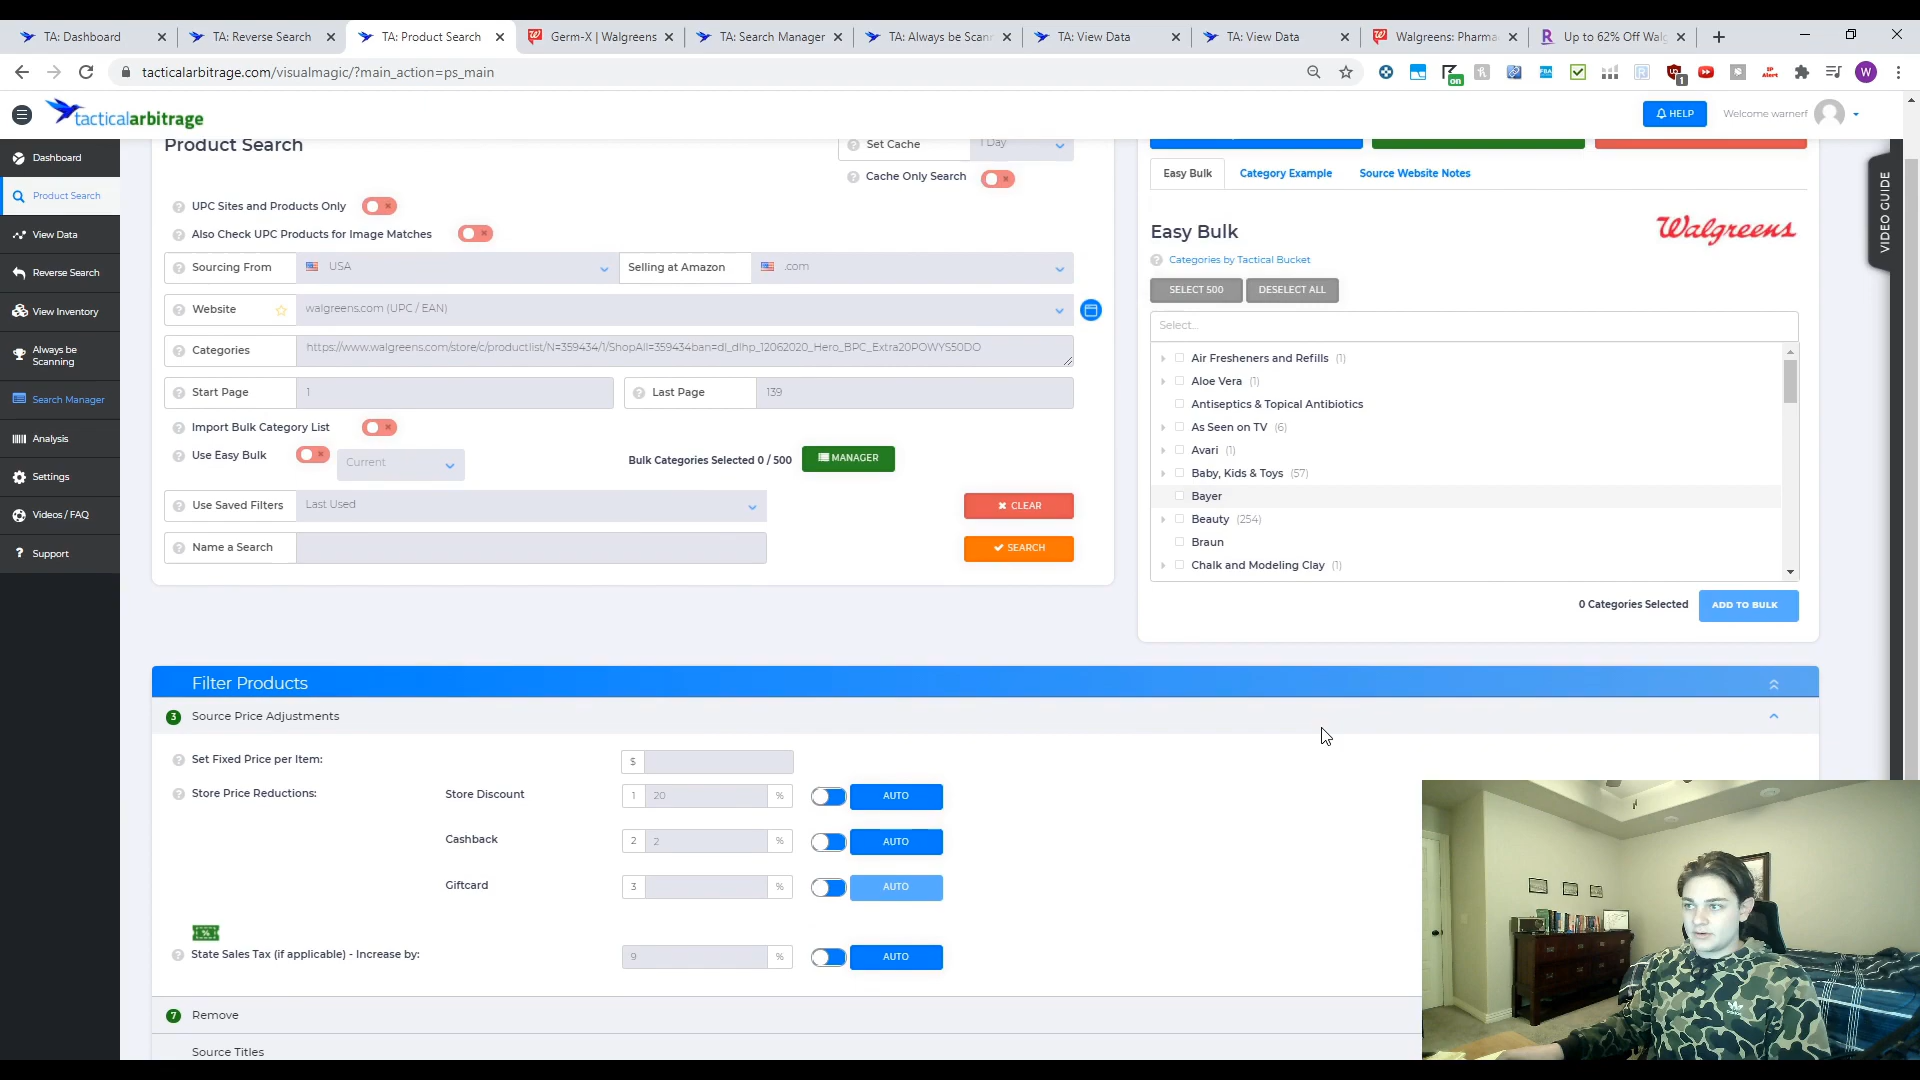 TA: Dashboard
TA: Reverse Search
TA: Product Search
Germ-X | Walgreens
TA: Search Manager
TA: Always be Scann
TA: View Data
TA: View Data
Walgreens: Pharma
Up to 62% Off Walg
tacticalarbitrage.com/visualmagic/?main_action=ps_main
on
FBA
1
IP Alert
W
tacticalarbitrage
HELP
Welcome warnerf
Dashboard
Product Search
View Data
Reverse Search
View Inventory
Always be Scanning
Search Manager
Analysis
Settings
Videos / FAQ
Support
Product Search
Set Cache
1 Day
Cache Only Search
UPC Sites and Products Only
Also Check UPC Products for Image Matches
Sourcing From
USA
Selling at Amazon
.com
Website
walgreens.com (UPC / EAN)
Categories
https://www.walgreens.com/store/c/productlist/N=359434/1/ShopAll=359434ban=dl_dlhp_12062020_Hero_BPC_Extra20POWYS50DO
Start Page
1
Last Page
139
Import Bulk Category List
Use Easy Bulk
Current
Bulk Categories Selected 0 / 500
MANAGER
Use Saved Filters
Last Used
CLEAR
Name a Search
SEARCH
Easy Bulk
Category Example
Source Website Notes
Easy Bulk
Walgreens
Categories by Tactical Bucket
SELECT 500
DESELECT ALL
Select...
Air Fresheners and Refills (1)
Aloe Vera (1)
Antiseptics & Topical Antibiotics
As Seen on TV (6)
Avari (1)
Baby, Kids & Toys (57)
Bayer
Beauty (254)
Braun
Chalk and Modeling Clay (1)
0 Categories Selected
ADD TO BULK
VIDEO GUIDE
Filter Products
3 Source Price Adjustments
Set Fixed Price per Item:
$
Store Price Reductions:
Store Discount
1 20 %
AUTO
Cashback
2 2 %
AUTO
Giftcard
3 %
AUTO
%
State Sales Tax (if applicable) - Increase by:
9 %
AUTO
7 Remove
Source Titles